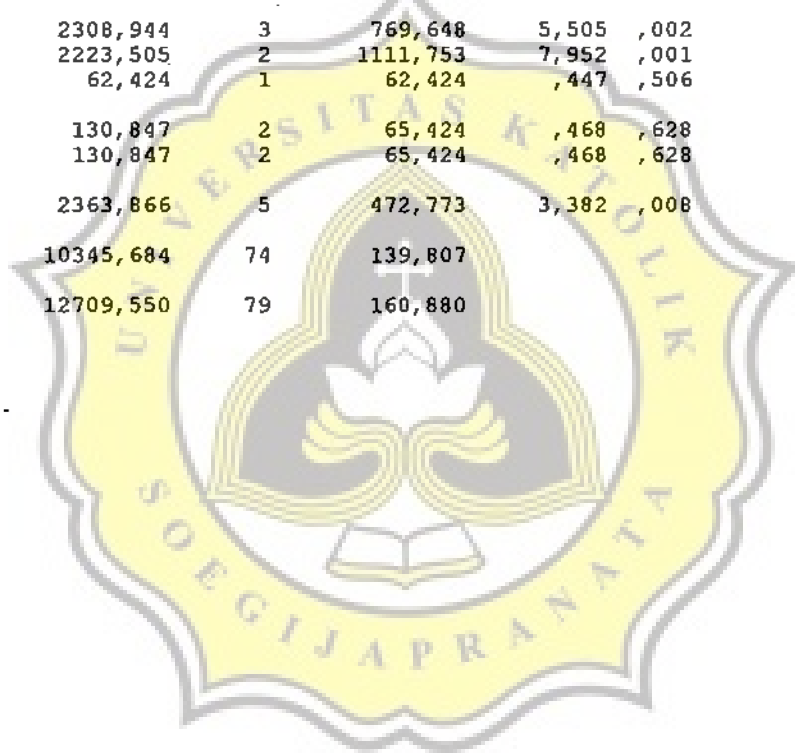 2308,944 3 769,648 5,505 ,002
2223,505 2 1111,753 7,952 ,001
62,424 1 62,424 ,447 ,506
130,847 2 65,424 ,468 ,628
130,847 2 65,424 ,468 ,628
2363,866 5 472,773 3,382 ,008
10345,684 74 139,807
12709,550 79 160,880
UNIVERSITAS KATOLIK
SOEGIJAPRANATA